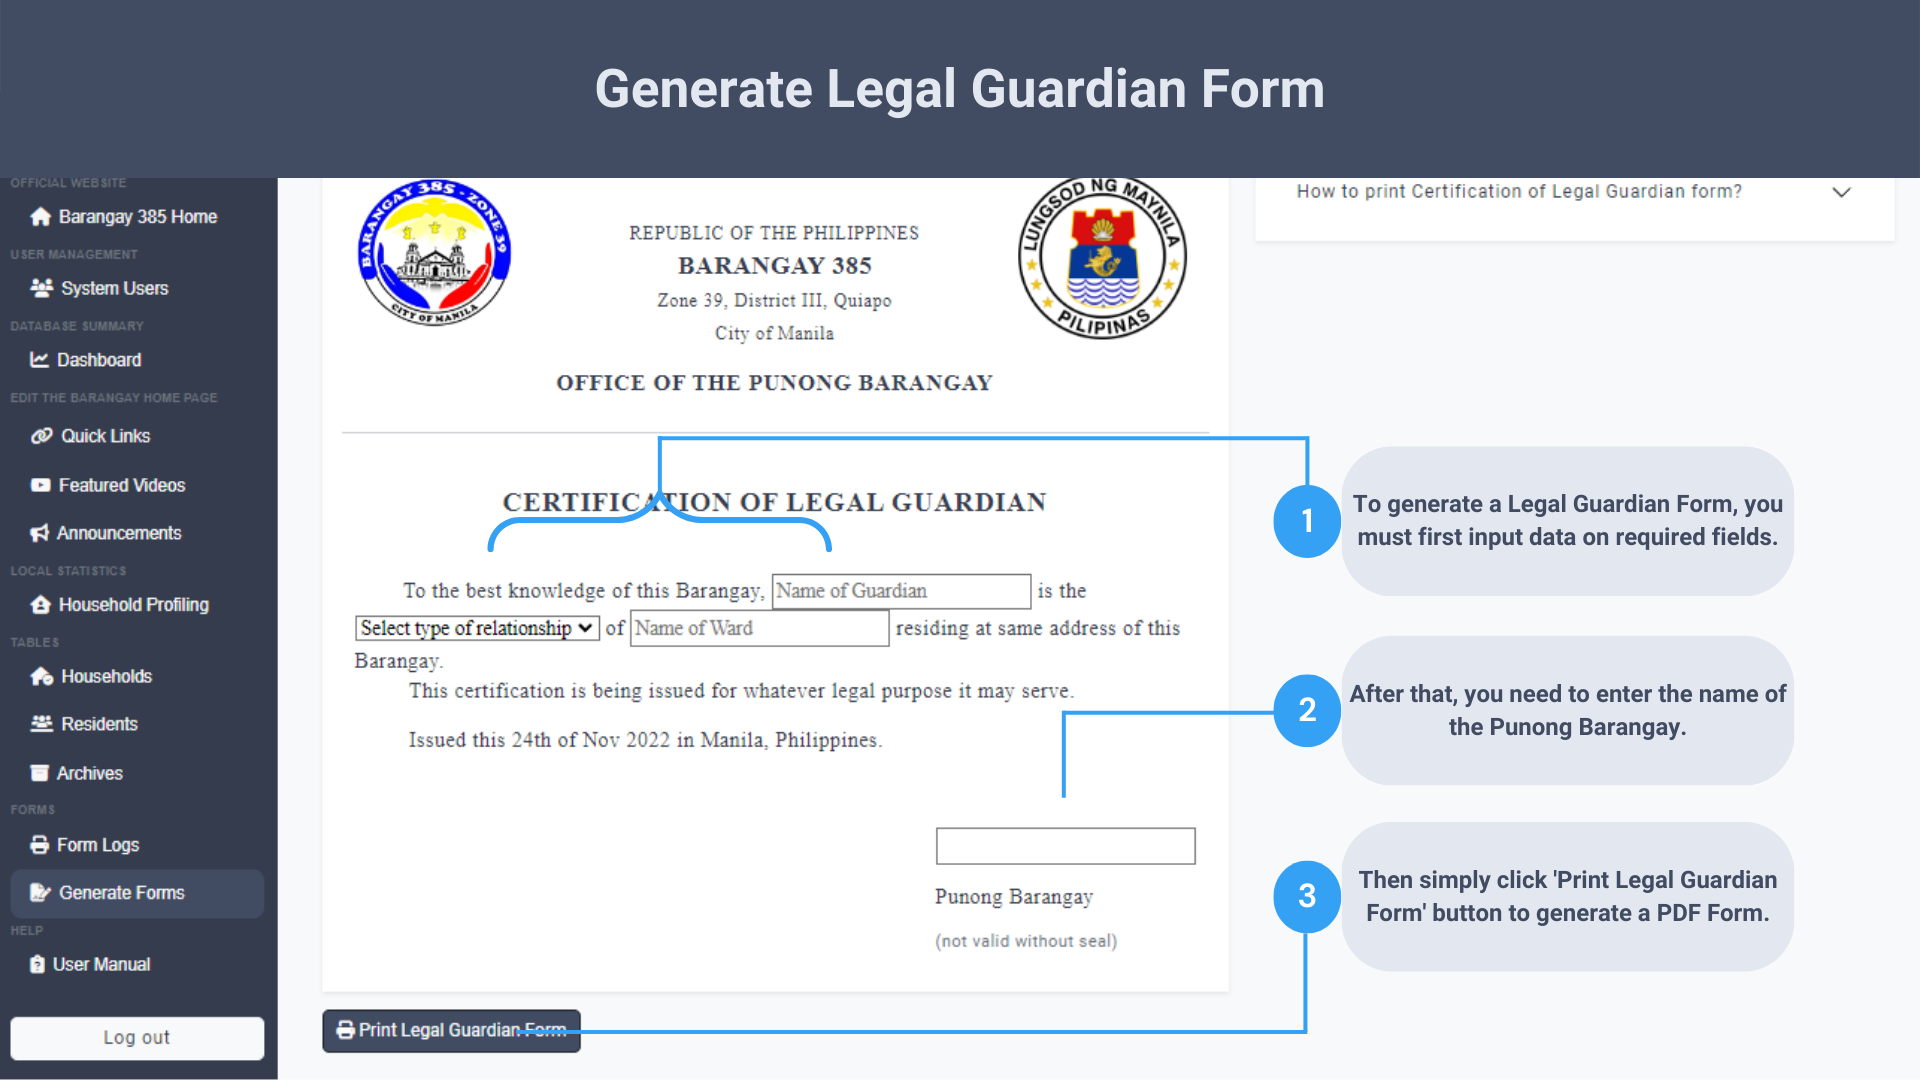 Generate Legal Guardian Form
OFFICIAL WEBSITE
Barangay 385 Home
USER MANAGEMENT
System Users
DATABASE SUMMARY
Dashboard
EDIT THE BARANGAY HOME PAGE
Quick Links
Featured Videos
Announcements
LOCAL STATISTICS
Household Profiling
TABLES
Households
Residents
Archives
FORMS
Form Logs
Generate Forms
HELP
User Manual
Log out
BARANGAY 385 - ZONE 39
CITY OF MANILA
REPUBLIC OF THE PHILIPPINES
BARANGAY 385
Zone 39, District III, Quiapo
City of Manila
OFFICE OF THE PUNONG BARANGAY
LUNGSOD NG MAYNILA
PILIPINAS
CERTIFICATION OF LEGAL GUARDIAN
To the best knowledge of this Barangay, Name of Guardian is the
Select type of relationship of Name of Ward residing at same address of this
Barangay.
This certification is being issued for whatever legal purpose it may serve.
Issued this 24th of Nov 2022 in Manila, Philippines.
Punong Barangay
(not valid without seal)
Print Legal Guardian Form
How to print Certification of Legal Guardian form?
1
To generate a Legal Guardian Form, you
must first input data on required fields.
2
After that, you need to enter the name of
the Punong Barangay.
3
Then simply click 'Print Legal Guardian
Form' button to generate a PDF Form.